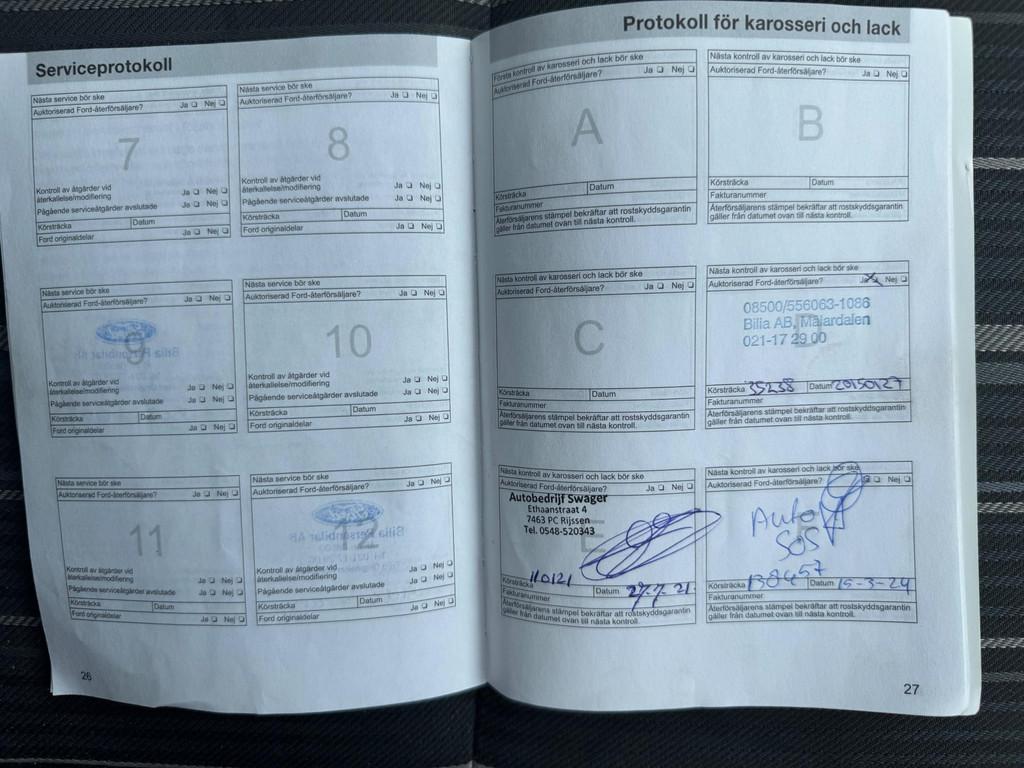 Serviceprotokoll
Nästa service bör ske
Auktoriserad Ford-återförsäljare? Ja Nej
7
Kontroll av åtgärder vid
återkallelse/modifiering Ja Nej
Pågående serviceåtgärder avslutade Ja Nej
Körsträcka Datum
Ford originaldelar Ja Nej
Nästa service bör ske
Auktoriserad Ford-återförsäljare? Ja Nej
8
Kontroll av åtgärder vid
återkallelse/modifiering Ja Nej
Pågående serviceåtgärder avslutade Ja Nej
Körsträcka Datum
Ford originaldelar Ja Nej
Nästa service bör ske
Auktoriserad Ford-återförsäljare? Ja Nej
9
Kontroll av åtgärder vid
återkallelse/modifiering Ja Nej
Pågående serviceåtgärder avslutade Ja Nej
Körsträcka Datum
Ford originaldelar Ja Nej
Nästa service bör ske
Auktoriserad Ford-återförsäljare? Ja Nej
10
Kontroll av åtgärder vid
återkallelse/modifiering Ja Nej
Pågående serviceåtgärder avslutade Ja Nej
Körsträcka Datum
Ford originaldelar Ja Nej
Nästa service bör ske
Auktoriserad Ford-återförsäljare? Ja Nej
11
Kontroll av åtgärder vid
återkallelse/modifiering Ja Nej
Pågående serviceåtgärder avslutade Ja Nej
Körsträcka Datum
Ford originaldelar Ja Nej
Nästa service bör ske
Auktoriserad Ford-återförsäljare? Ja Nej
12
Kontroll av åtgärder vid
återkallelse/modifiering Ja Nej
Pågående serviceåtgärder avslutade Ja Nej
Körsträcka Datum
Ford originaldelar Ja Nej
26
Protokoll för karosseri och lack
Första kontroll av karosseri och lack bör ske
Auktoriserad Ford-återförsäljare? Ja Nej
A
Körsträcka Datum
Fakturanummer
Återförsäljarens stämpel bekräftar att rostskyddsgarantin
gäller från datumet ovan till nästa kontroll.
Nästa kontroll av karosseri och lack bör ske
Auktoriserad Ford-återförsäljare? Ja Nej
B
Körsträcka Datum
Fakturanummer
Återförsäljarens stämpel bekräftar att rostskyddsgarantin
gäller från datumet ovan till nästa kontroll.
Nästa kontroll av karosseri och lack bör ske
Auktoriserad Ford-återförsäljare? Ja Nej
C
Körsträcka Datum
Fakturanummer
Återförsäljarens stämpel bekräftar att rostskyddsgarantin
gäller från datumet ovan till nästa kontroll.
Nästa kontroll av karosseri och lack bör ske
Auktoriserad Ford-återförsäljare? Ja Nej
08500/556063-1086
Bilia AB, Mälardalen
021-17 29 00
Körsträcka 35238 Datum 20150127
Fakturanummer
Återförsäljarens stämpel bekräftar att rostskyddsgarantin
gäller från datumet ovan till nästa kontroll.
Nästa kontroll av karosseri och lack bör ske
Auktoriserad Ford-återförsäljare? Ja Nej
Autobedrijf Swager
Ethaanstraat 4
7463 PC Rijssen
Tel. 0548-520343
E
Körsträcka 110121 Datum 27.7.21
Fakturanummer
Återförsäljarens stämpel bekräftar att rostskyddsgarantin
gäller från datumet ovan till nästa kontroll.
Nästa kontroll av karosseri och lack bör ske
Auktoriserad Ford-återförsäljare? Nej
Auto
SOS
Körsträcka 138457 Datum 15-3-24
Fakturanummer
Återförsäljarens stämpel bekräftar att rostskyddsgarantin
gäller från datumet ovan till nästa kontroll.
27